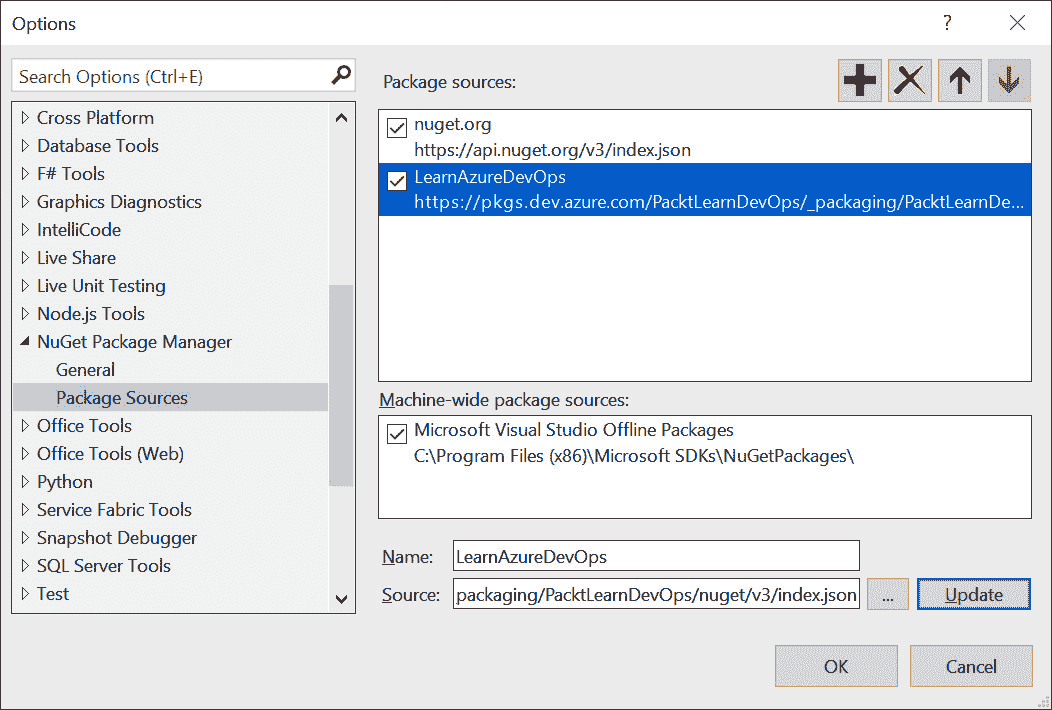 Options
?
Search Options (Ctrl+E)
Cross Platform
Database Tools
F# Tools
Graphics Diagnostics
IntelliCode
Live Share
Live Unit Testing
Node.js Tools
NuGet Package Manager
General
Package Sources
Office Tools
Office Tools (Web)
Python
Service Fabric Tools
Snapshot Debugger
SQL Server Tools
Test
Package sources:
nuget.org
https://api.nuget.org/v3/index.json
LearnAzureDevOps
https://pkgs.dev.azure.com/PacktLearnDevOps/_packaging/PacktLearnDe...
Machine-wide package sources:
Microsoft Visual Studio Offline Packages
C:\Program Files (x86)\Microsoft SDKs\NuGetPackages\
Name: LearnAzureDevOps
Source: packaging/PacktLearnDevOps/nuget/v3/index.json ... Update
OK Cancel